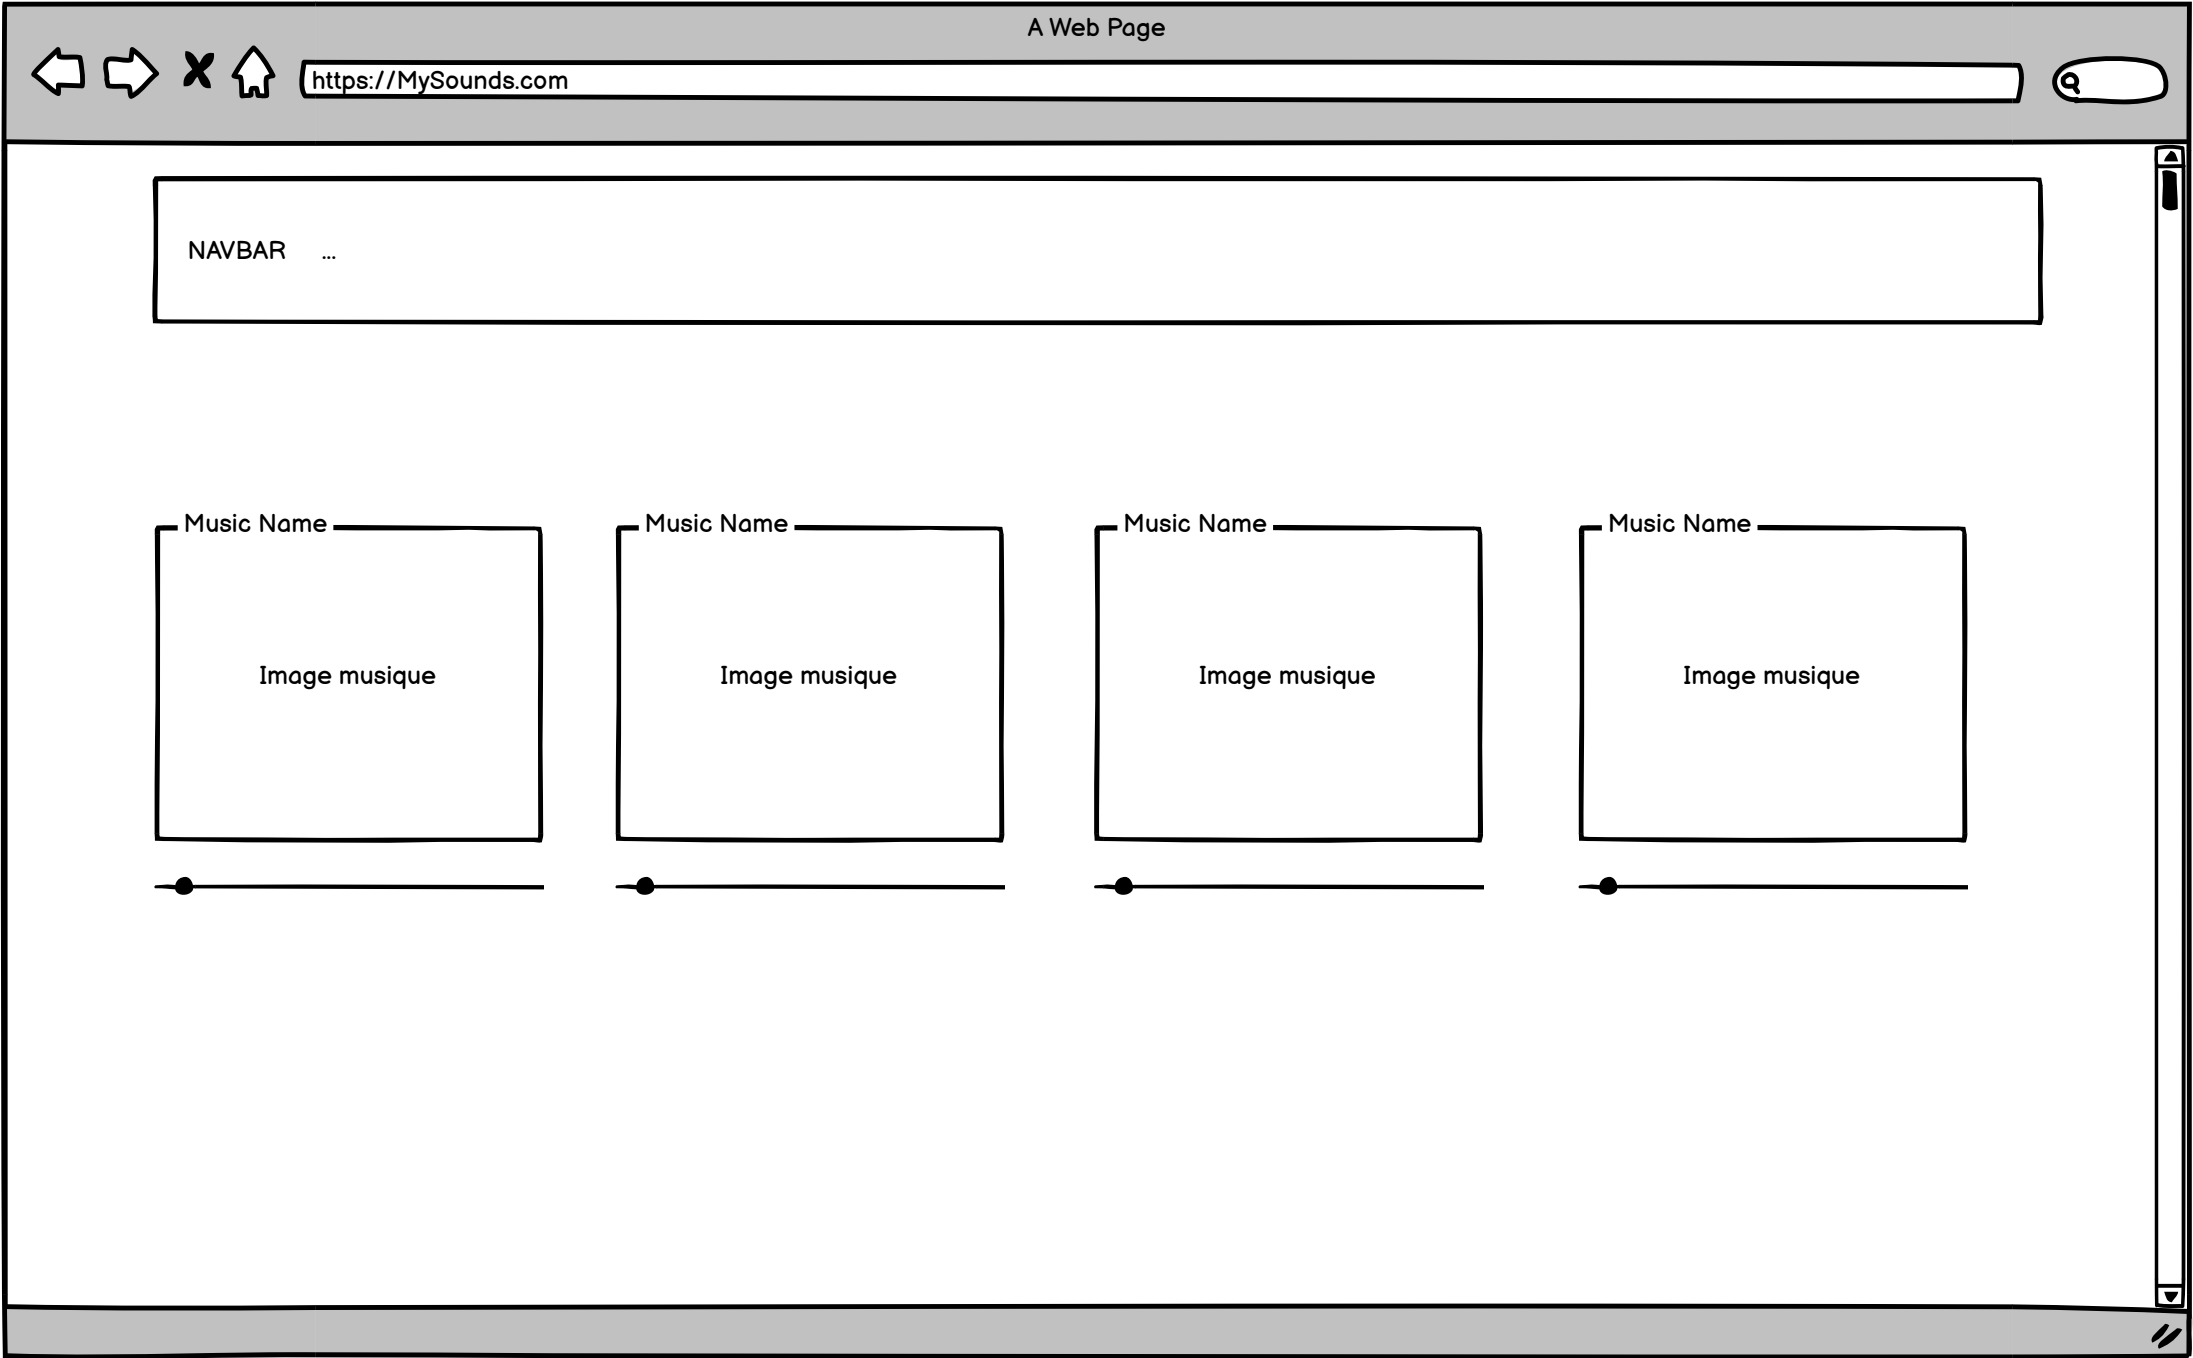 A Web Page
https://MySounds.com
NAVBAR ...
Music Name Music Name Music Name Music Name
Image musique Image musique Image musique Image musique